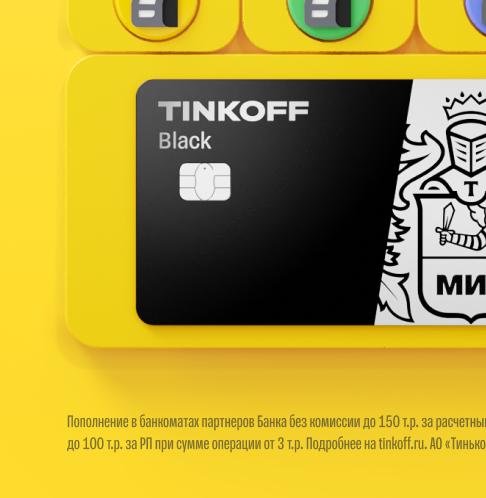 TINKOFF
Black
Т
МИ
Пополнение в банкоматах партнеров Банка без комиссии до 150 т.р. за расчетны
до 100 т.р. за РП при сумме операции от 3 т.р. Подробнее на tinkoff.ru. АО «Тинько